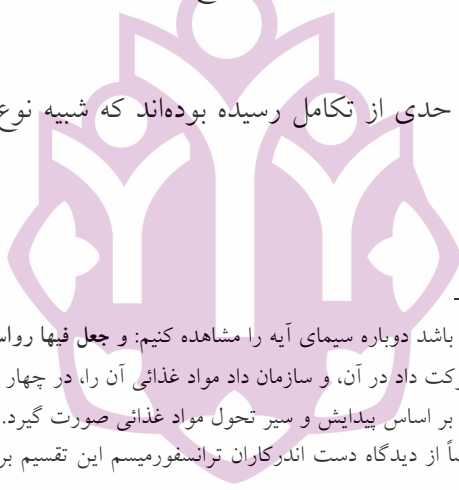 حدی از تکامل رسیده بوده‌اند که شبیه نوع
باشد دوباره سیمای آیه را مشاهده کنیم: و جعل فیها رواس
رکت داد در آن، و سازمان داد مواد غذائی آن را، در چهار
بر اساس پیدایش و سیر تحول مواد غذائی صورت گیرد.
اً از دیدگاه دست اندرکاران ترانسفورمیسم این تقسیم بر